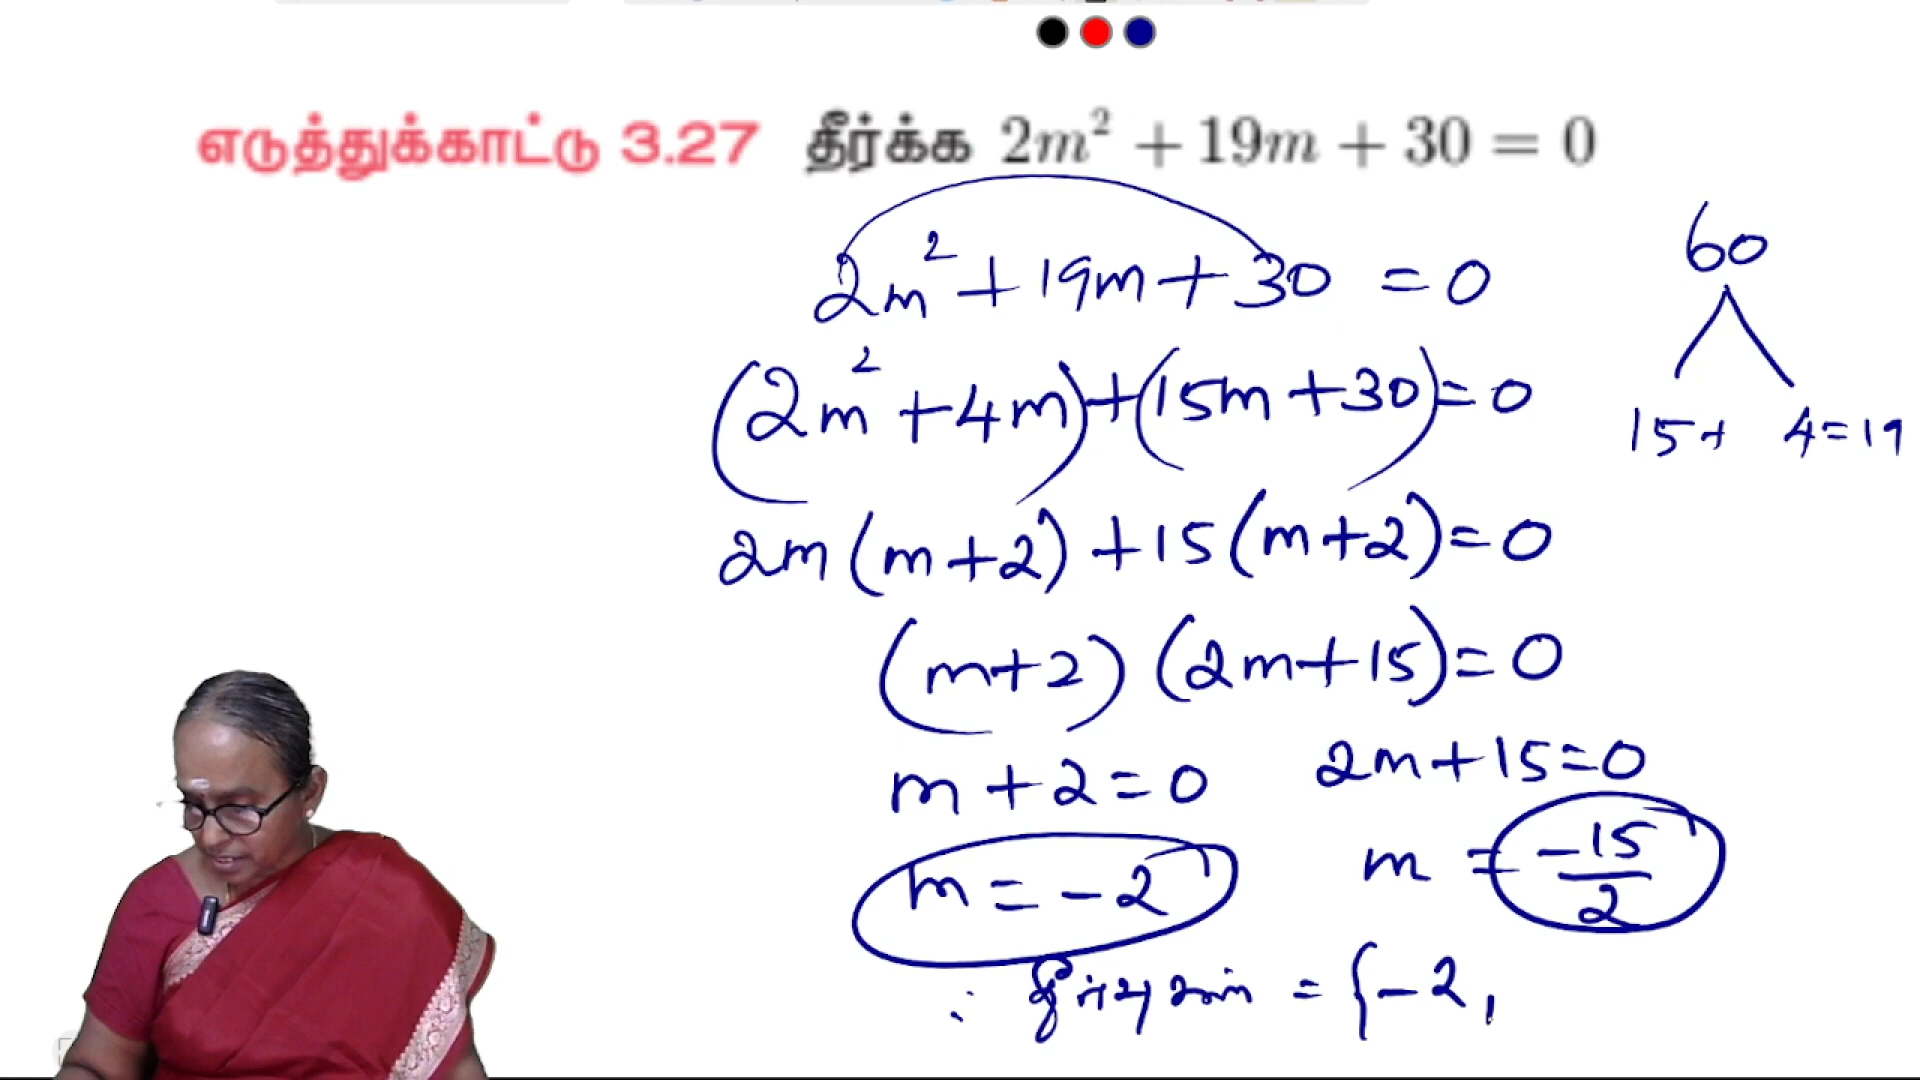 எடுத்துக்காட்டு 3.27 தீர்க்க 2m² + 19m + 30 = 0
2m² + 19m + 30 = 0
60
(2m² + 4m) + (15m + 30) = 0
15 + 4 = 19
2m (m + 2) + 15 (m + 2) = 0
(m + 2) (2m + 15) = 0
m + 2 = 0 2m + 15 = 0
m = -2 m = -15/2
∴ தீர்வுகள் = {-2,